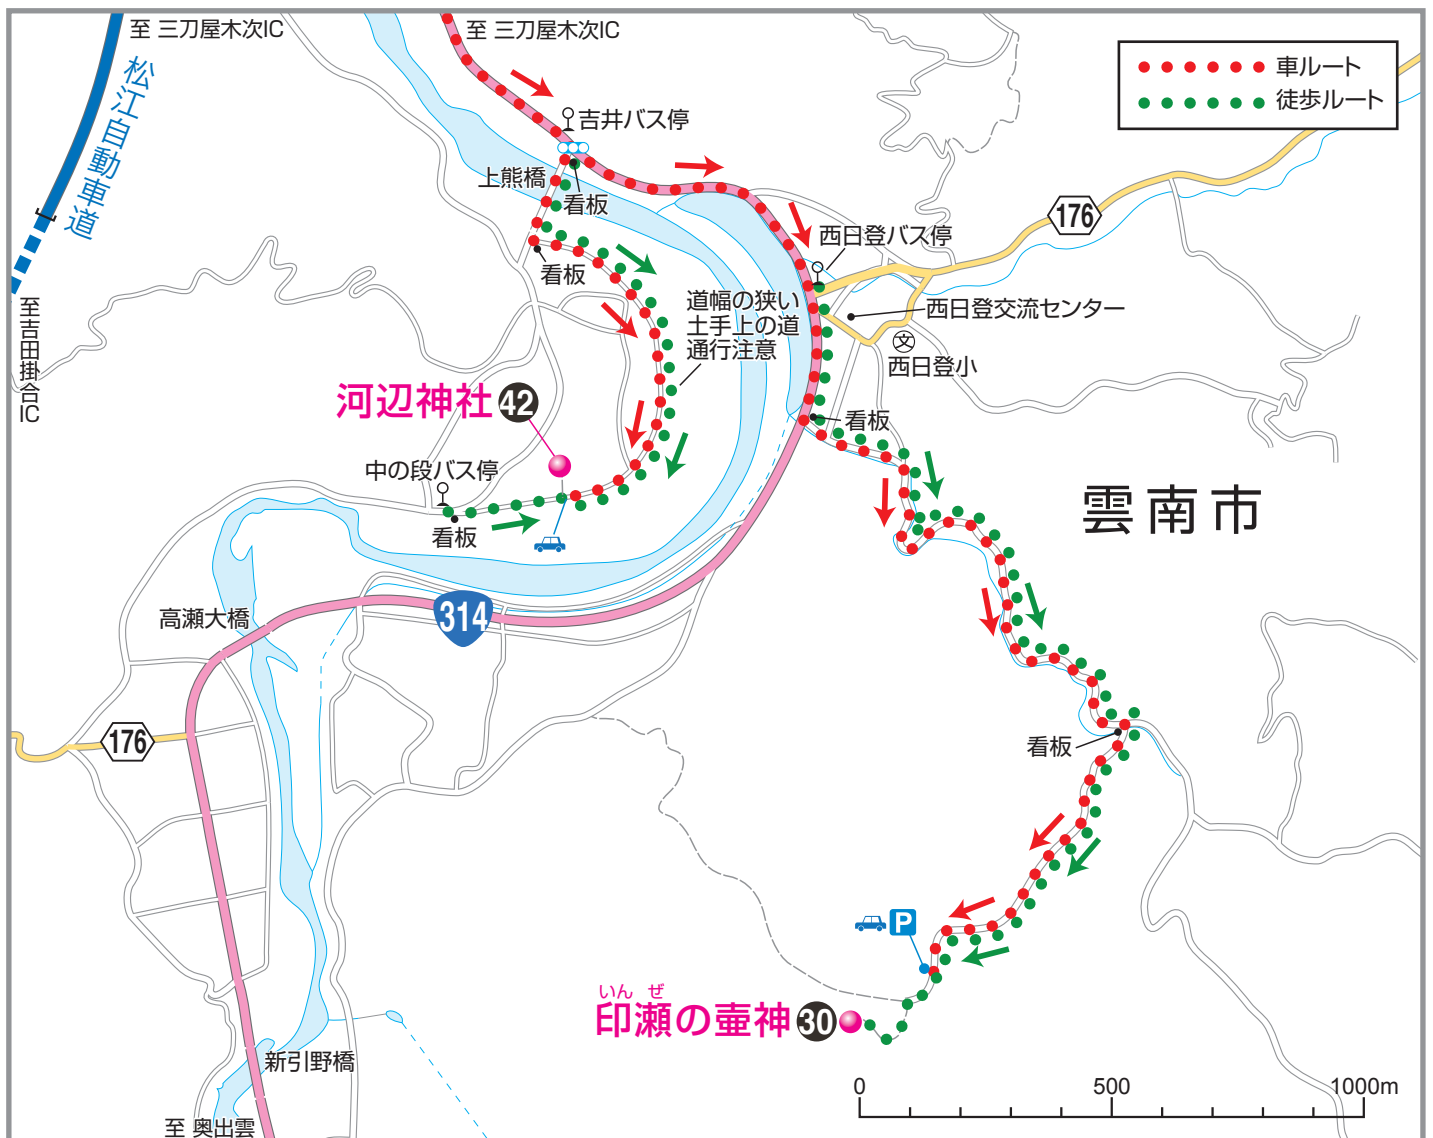 至 三刀屋木次IC
至 三刀屋木次IC
松江自動車道
車ルート
徒歩ルート
吉井バス停
上熊橋
看板
176
西日登バス停
看板
至吉田掛合IC
道幅の狭い
土手上の道
通行注意
西日登交流センター
文
西日登小
河辺神社 42
看板
中の段バス停
雲南市
看板
314
高瀬大橋
176
看板
P
いん ぜ
印瀬の壷神 30
新引野橋
0 500 1000m
至 奥出雲